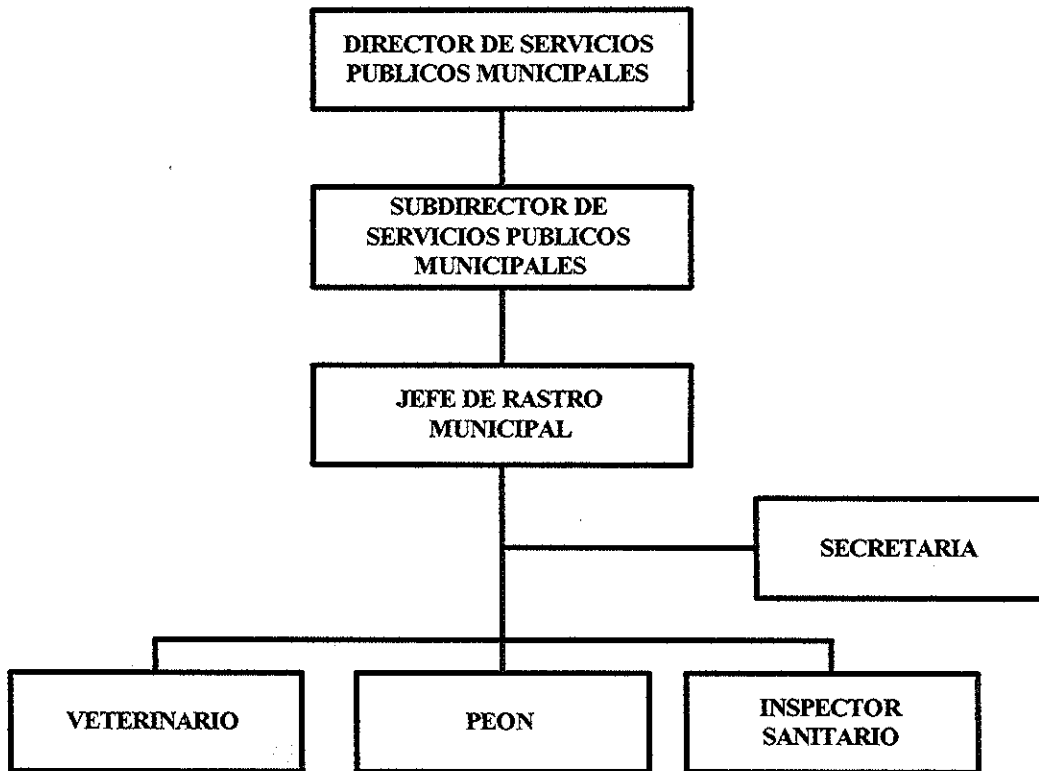 DIRECTOR DE SERVICIOS
PUBLICOS MUNICIPALES
SUBDIRECTOR DE
SERVICIOS PUBLICOS
MUNICIPALES
JEFE DE RASTRO
MUNICIPAL
SECRETARIA
VETERINARIO
PEON
INSPECTOR
SANITARIO